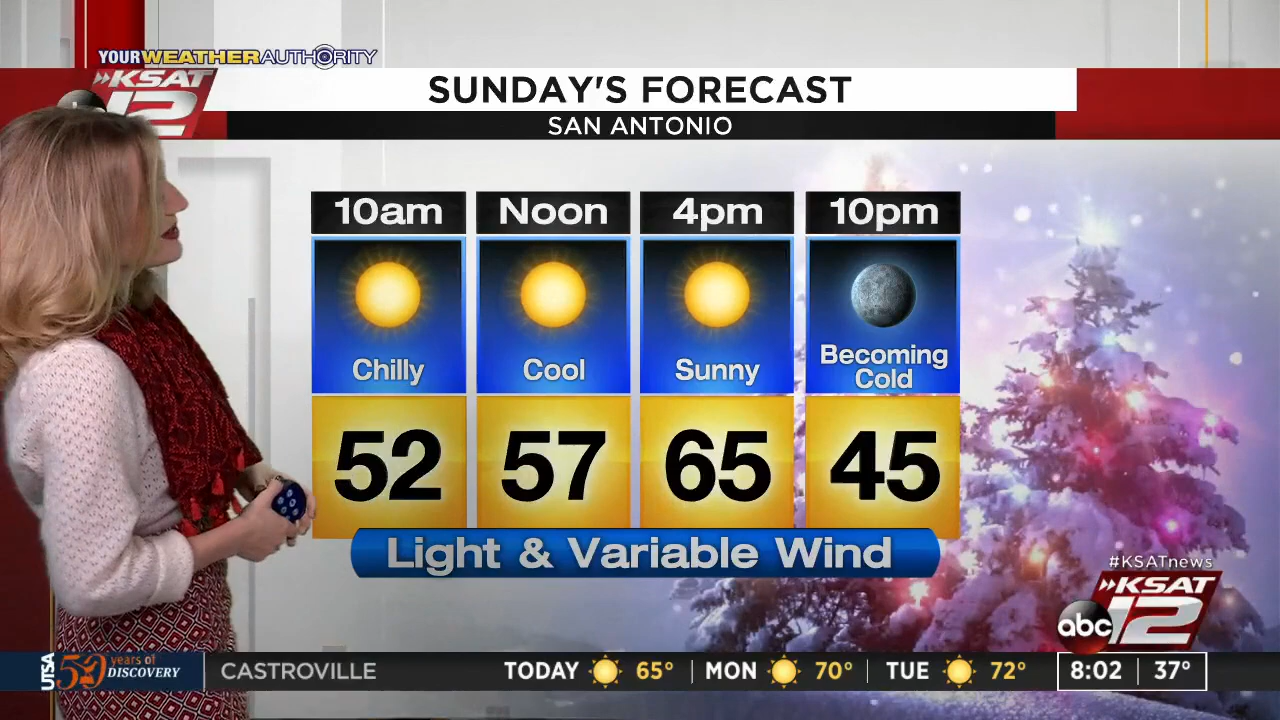 YOUR WEATHER AUTHORITY
KSAT
12
SUNDAY'S FORECAST
SAN ANTONIO
10am Noon 4pm 10pm
Chilly Cool Sunny Becoming Cold
52 57 65 45
Light & Variable Wind
#KSATnews
KSAT
abc 12
UTSA 50 years of DISCOVERY CASTROVILLE TODAY 65° MON 70° TUE 72° 8:02 37°